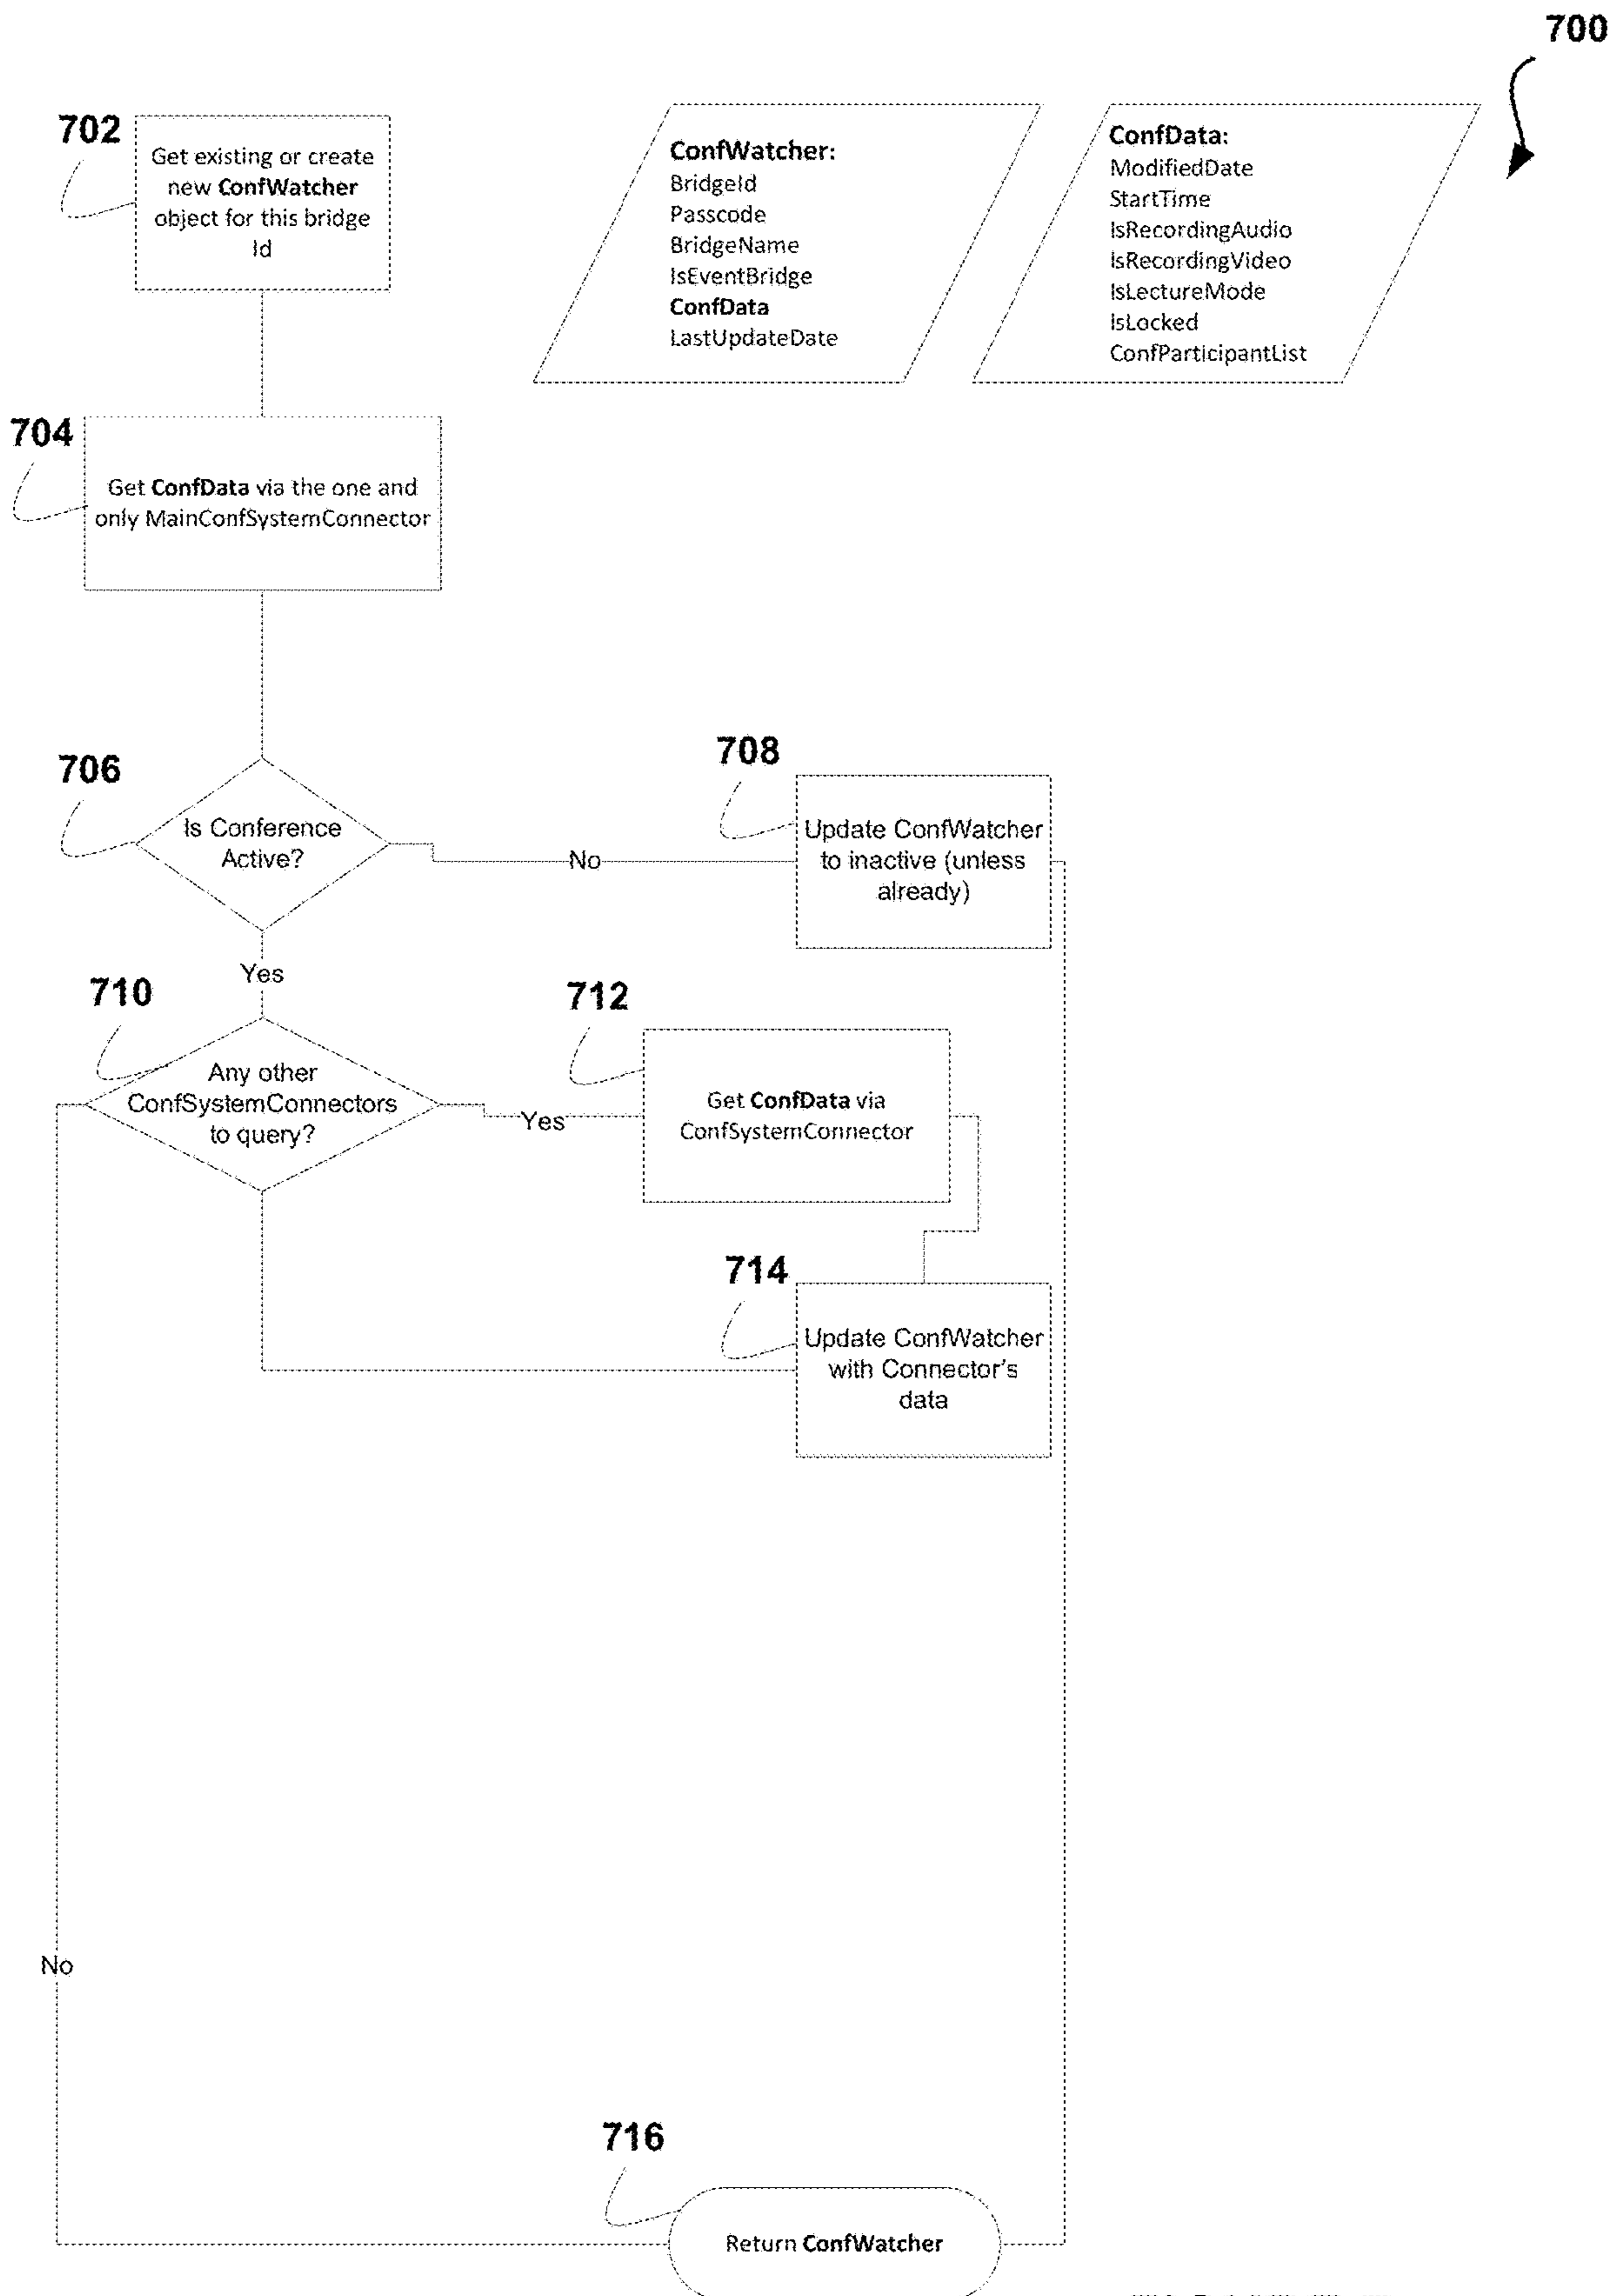 700
702
Get existing or create
new ConfWatcher
object for this bridge
Id
ConfWatcher:
BridgeId
Passcode
BridgeName
IsEventBridge
ConfData
LastUpdateDate
ConfData:
ModifiedDate
StartTime
IsRecordingAudio
IsRecordingVideo
IsLectureMode
IsLocked
ConfParticipantList
704
Get ConfData via the one and
only MainConfSystemConnector
706
Is Conference
Active?
No
708
Update ConfWatcher
to inactive (unless
already)
Yes
710
Any other
ConfSystemConnectors
to query?
Yes
712
Get ConfData via
ConfSystemConnector
714
Update ConfWatcher
with Connector's
data
No
716
Return ConfWatcher